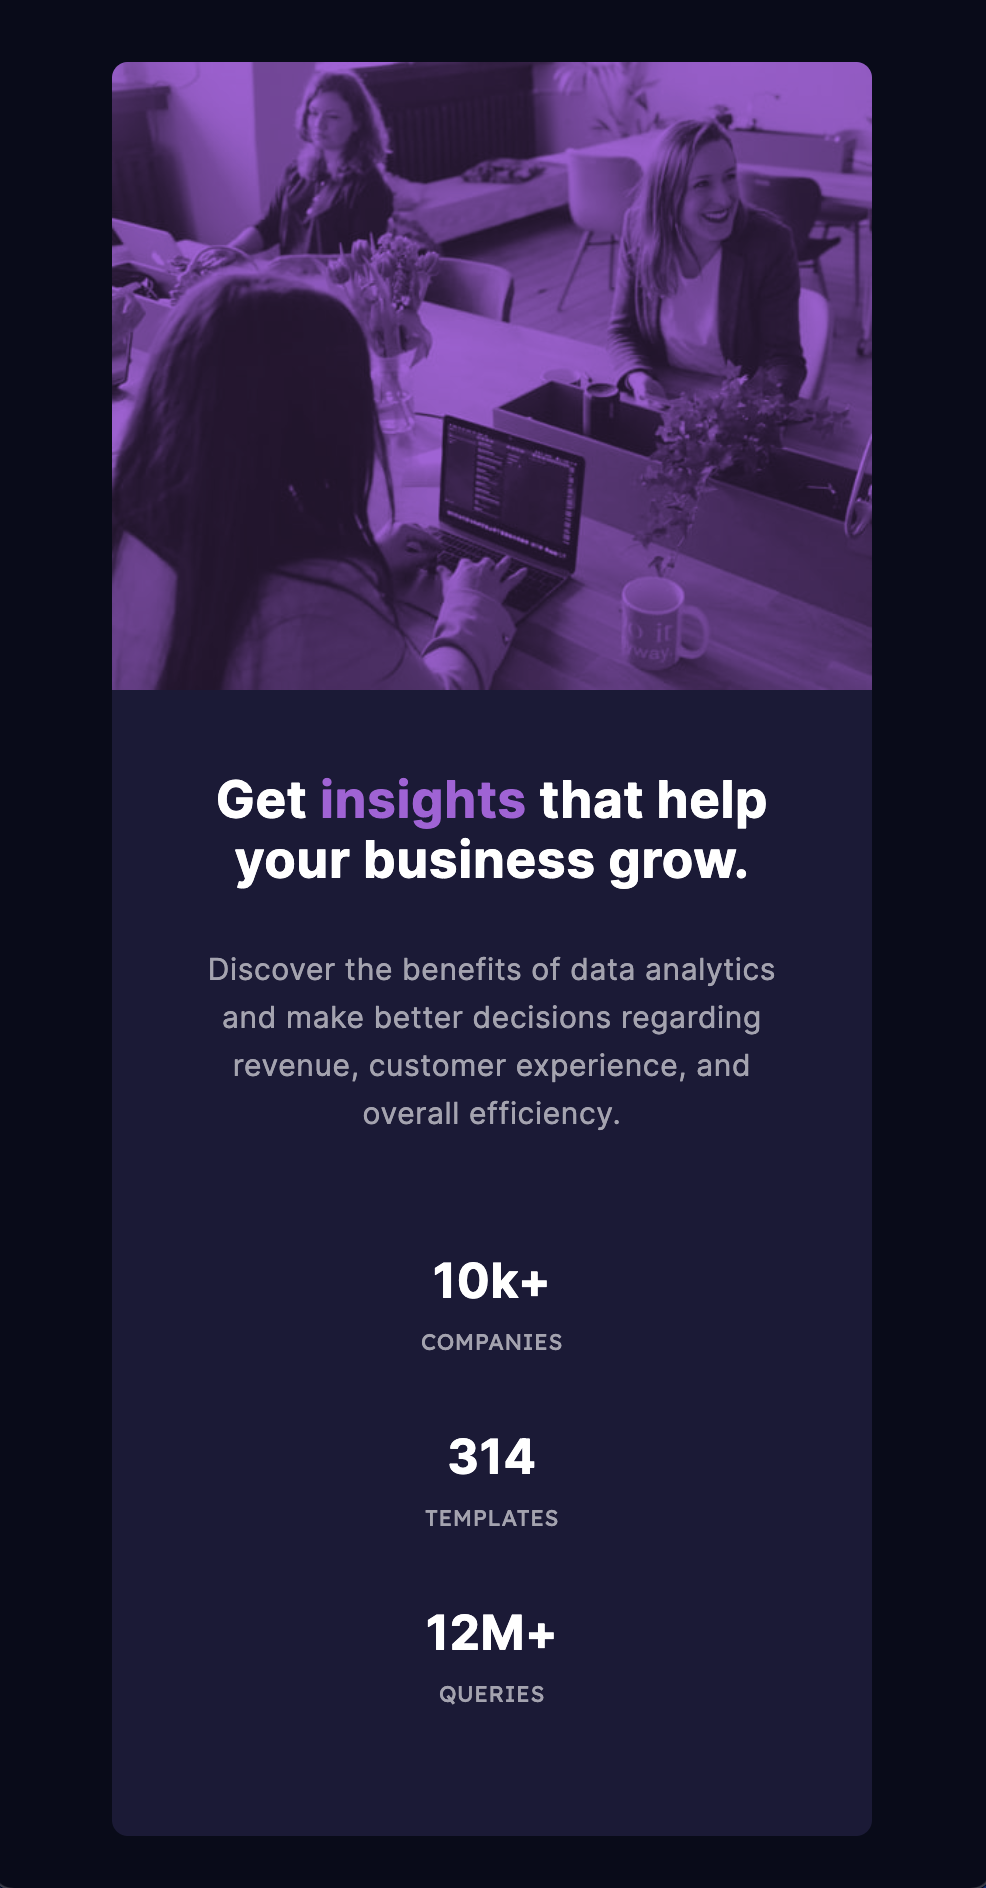 Get insights that help
your business grow.
Discover the benefits of data analytics
and make better decisions regarding
revenue, customer experience, and
overall efficiency.
10k+
COMPANIES
314
TEMPLATES
12M+
QUERIES